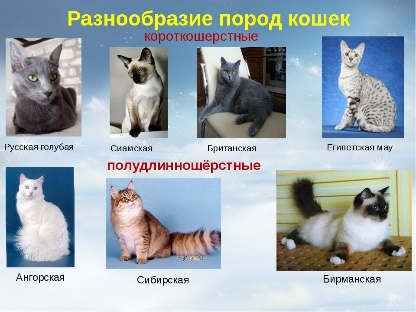 Разнообразие пород кошек
короткошерстные
Русская голубая
Сиамская
Британская
Египетская мау
полудлинношёрстные
Ангорская
Сибирская
Бирманская